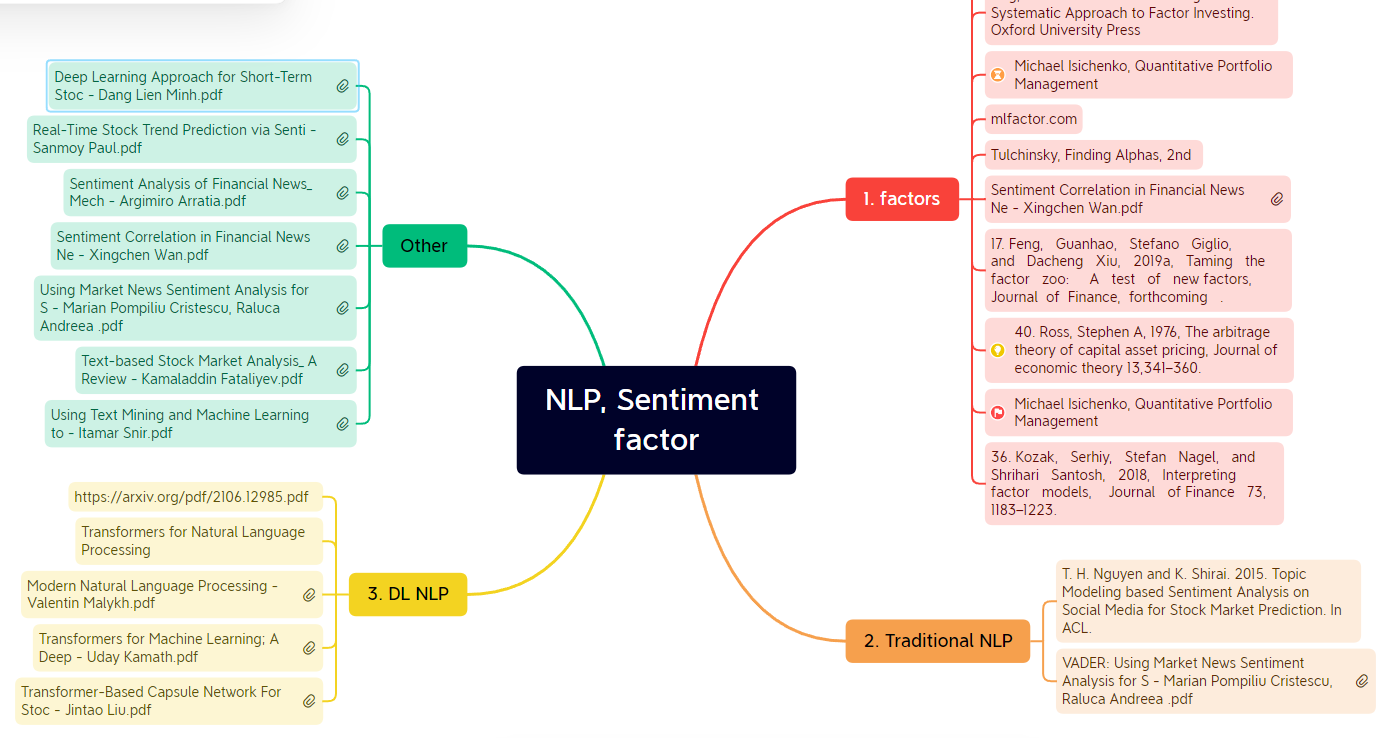 NLP, Sentiment
factor
1. factors
Systematic Approach to Factor Investing.
Oxford University Press
Michael Isichenko, Quantitative Portfolio
Management
mlfactor.com
Tulchinsky, Finding Alphas, 2nd
Sentiment Correlation in Financial News
Ne - Xingchen Wan.pdf
17. Feng, Guanhao, Stefano Giglio,
and Dacheng Xiu, 2019a, Taming the
factor zoo: A test of new factors,
Journal of Finance, forthcoming .
40. Ross, Stephen A, 1976, The arbitrage
theory of capital asset pricing, Journal of
economic theory 13,341–360.
Michael Isichenko, Quantitative Portfolio
Management
36. Kozak, Serhiy, Stefan Nagel, and
Shrihari Santosh, 2018, Interpreting
factor models, Journal of Finance 73,
1183–1223.
2. Traditional NLP
T. H. Nguyen and K. Shirai. 2015. Topic
Modeling based Sentiment Analysis on
Social Media for Stock Market Prediction. In
ACL.
VADER: Using Market News Sentiment
Analysis for S - Marian Pompiliu Cristescu,
Raluca Andreea .pdf
3. DL NLP
https://arxiv.org/pdf/2106.12985.pdf
Transformers for Natural Language
Processing
Modern Natural Language Processing -
Valentin Malykh.pdf
Transformers for Machine Learning; A
Deep - Uday Kamath.pdf
Transformer-Based Capsule Network For
Stoc - Jintao Liu.pdf
Other
Deep Learning Approach for Short-Term
Stoc - Dang Lien Minh.pdf
Real-Time Stock Trend Prediction via Senti -
Sanmoy Paul.pdf
Sentiment Analysis of Financial News_
Mech - Argimiro Arratia.pdf
Sentiment Correlation in Financial News
Ne - Xingchen Wan.pdf
Using Market News Sentiment Analysis for
S - Marian Pompiliu Cristescu, Raluca
Andreea .pdf
Text-based Stock Market Analysis_ A
Review - Kamaladdin Fataliyev.pdf
Using Text Mining and Machine Learning
to - Itamar Snir.pdf